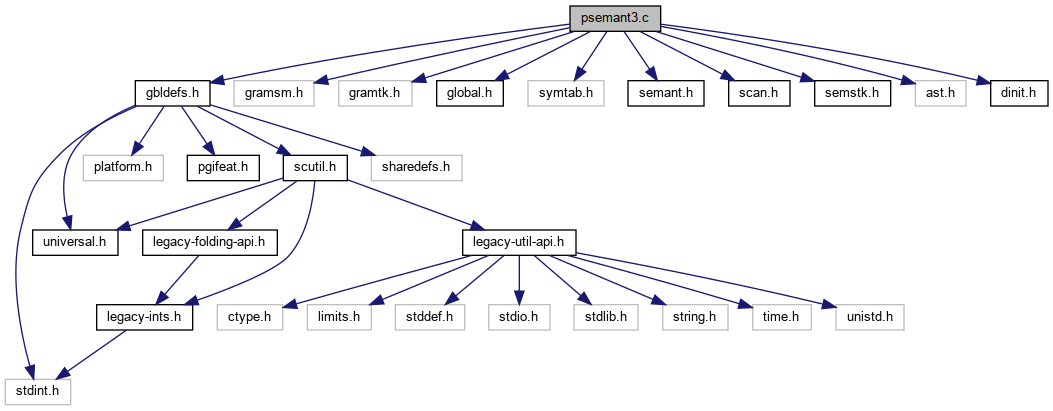 psemant3.c
gbldefs.h
gramsm.h
gramtk.h
global.h
symtab.h
semant.h
scan.h
semstk.h
ast.h
dinit.h
platform.h
pgifeat.h
scutil.h
sharedefs.h
universal.h
legacy-folding-api.h
legacy-util-api.h
legacy-ints.h
ctype.h
limits.h
stddef.h
stdio.h
stdlib.h
string.h
time.h
unistd.h
stdint.h